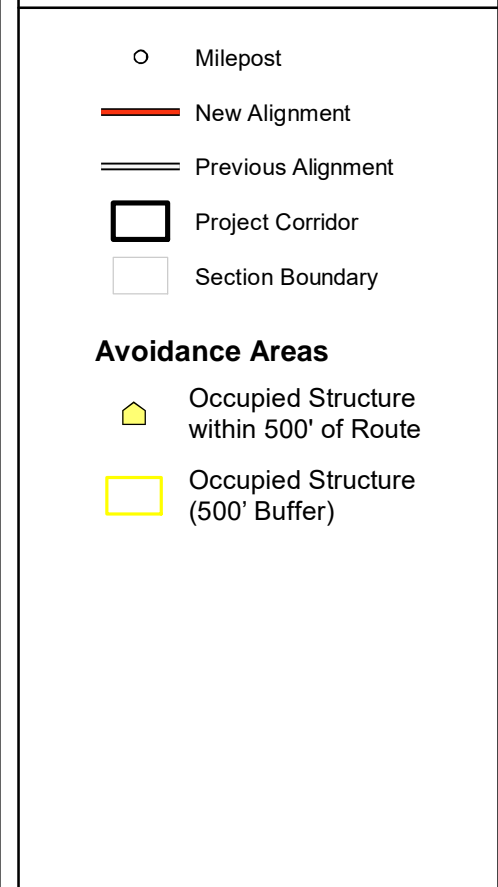 Milepost
New Alignment
Previous Alignment
Project Corridor
Section Boundary
Avoidance Areas
Occupied Structure
within 500' of Route
Occupied Structure
(500’ Buffer)